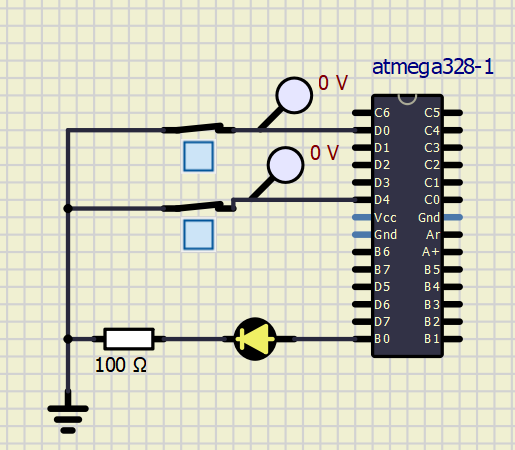 atmega328-1
0 V
0 V
C6 C5
D0 C4
D1 C3
D2 C2
D3 C1
D4 C0
Vcc Gnd
Gnd Ar
B6 A+
B7 B5
D5 B4
D6 B3
D7 B2
B0 B1
100 Ω